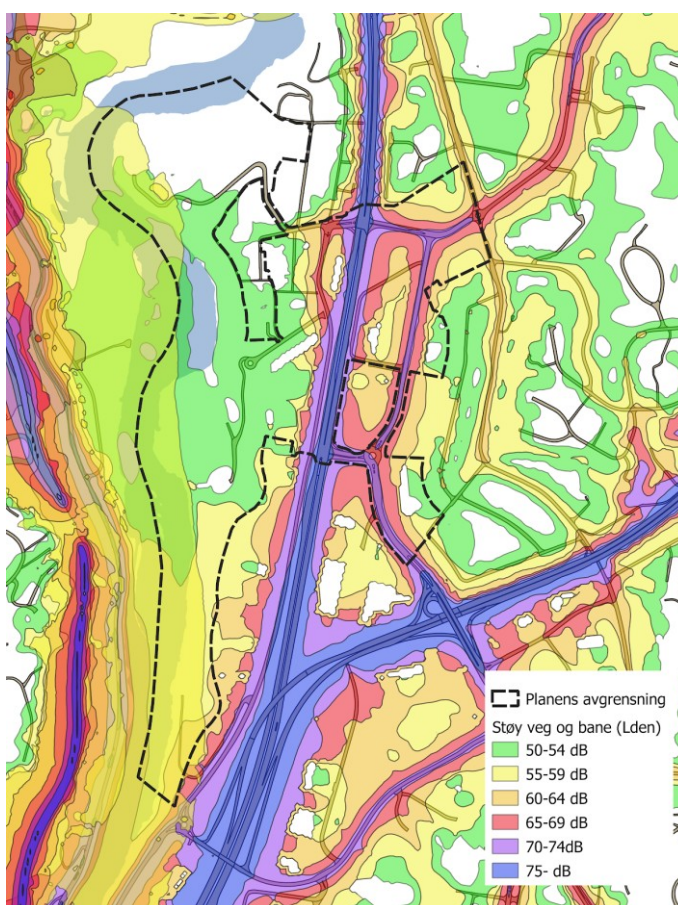 Planens avgrensning
Støy veg og bane (Lden)
50-54 dB
55-59 dB
60-64 dB
65-69 dB
70-74dB
75- dB